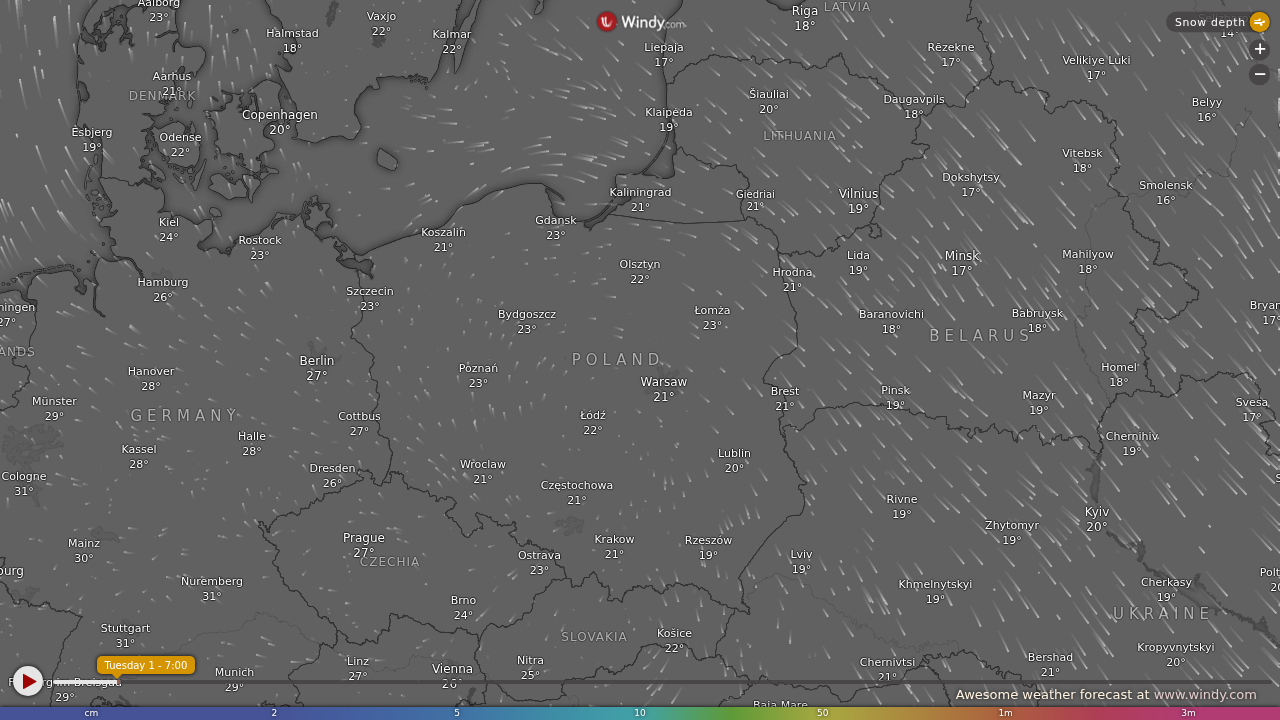 Aalborg
23°
Halmstad
18°
Vaxjo
22°
Kalmar
22°
Windy.com
Liepaja
17°
Riga
18°
LATVIA
Rēzekne
17°
Velikiye Luki
17°
Snow depth
14°
+
−
Aarhus
21°
DENMARK
Copenhagen
20°
Esbjerg
19°
Odense
22°
Klaipėda
19°
Šiauliai
20°
LITHUANIA
Daugavpils
18°
Belyy
16°
Vitebsk
18°
Smolensk
16°
Dokshytsy
17°
Kaliningrad
21°
Giedriai
21°
Vilnius
19°
Kiel
24°
Rostock
23°
Koszalin
21°
Gdansk
23°
Olsztyn
22°
Hrodna
21°
Lida
19°
Minsk
17°
Mahilyow
18°
Hamburg
26°
Szczecin
23°
Bydgoszcz
23°
Łomża
23°
Baranovichi
18°
Babruysk
18°
BELARUS
ningen
27°
ANDS
Hanover
28°
Berlin
27°
Poznań
23°
POLAND
Warsaw
21°
Brest
21°
Pinsk
19°
Mazyr
19°
Homel'
18°
Svesa
17°
Münster
29°
GERMANY
Cottbus
27°
Łódź
22°
Kassel
28°
Halle
28°
Lublin
20°
Chernihiv
19°
Cologne
31°
Dresden
26°
Wrocław
21°
Częstochowa
21°
Rivne
19°
Zhytomyr
19°
Kyiv
20°
Mainz
30°
Prague
27°
CZECHIA
Ostrava
23°
Krakow
21°
Rzeszów
19°
Lviv
19°
Khmelnytskyi
19°
Cherkasy
19°
UKRAINE
Nuremberg
31°
Brno
24°
Stuttgart
31°
SLOVAKIA
Košice
22°
Kropyvnytskyi
20°
Tuesday 1 - 7:00
29°
Munich
29°
Linz
27°
Vienna
26°
Nitra
25°
Chernivtsi
21°
Bershad
21°
Baia Mare
Awesome weather forecast at www.windy.com
cm 2 5 10 50 1m 3m